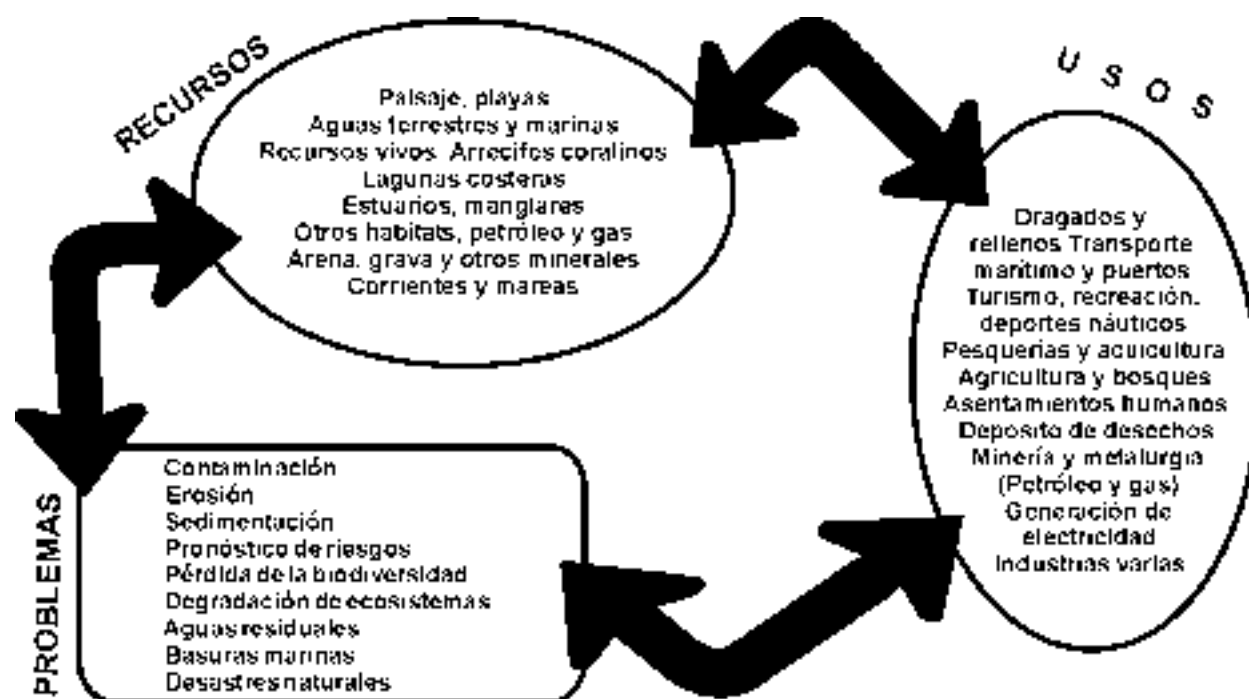 RECURSOS
Paisaje, playas
Aguas terrestres y marinas
Recursos vivos. Arrecifes coralinos
Lagunas costeras
Estuarios, manglares
Otros habitats, petróleo y gas
Arena, grava y otros minerales
Corrientes y mareas
USOS
Dragados y
rellenos Transporte
marítimo y puertos
Turismo, recreación,
deportes náuticos
Pesquerías y acuicultura
Agricultura y bosques
Asentamientos humanos
Deposito de desechos
Minería y metalurgia
(Petróleo y gas)
Generación de
electricidad
Industrias varias
PROBLEMAS
Contaminación
Erosión
Sedimentación
Pronóstico de riesgos
Pérdida de la biodiversidad
Degradación de ecosistemas
Aguas residuales
Basuras marinas
Desastres naturales